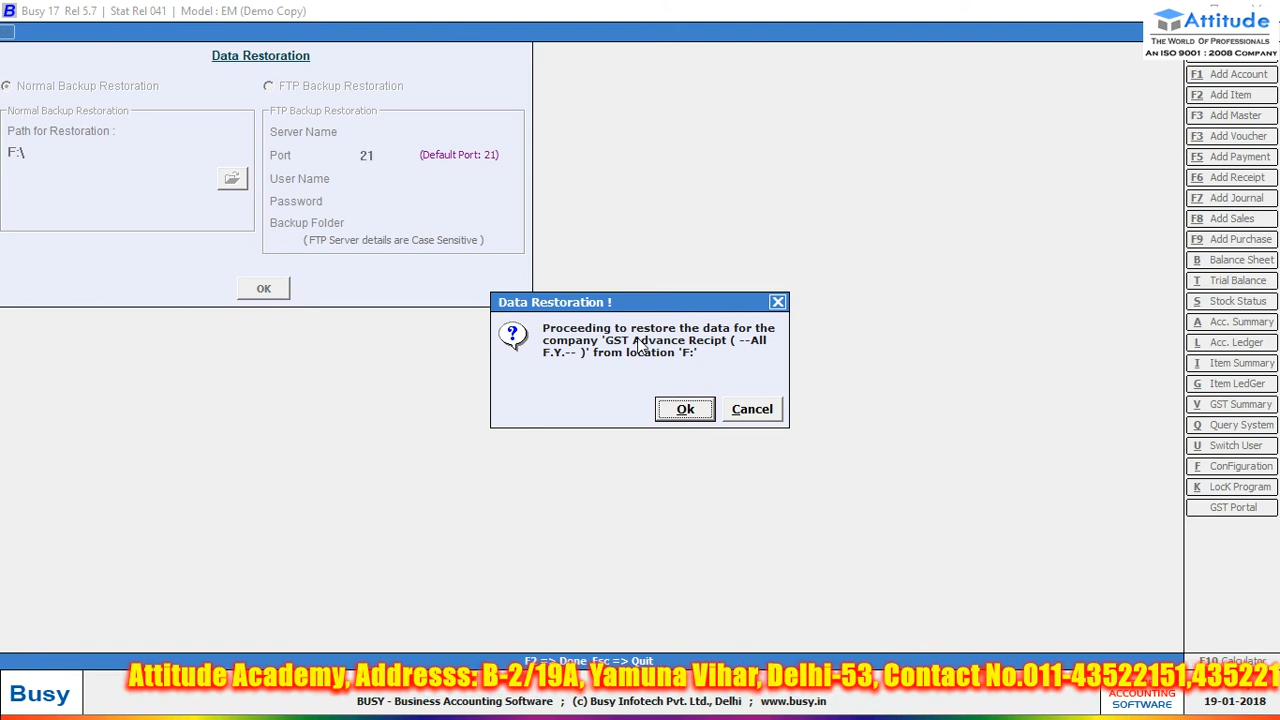 Busy 17 Rel 5.7 | Stat Rel 041 | Model : EM (Demo Copy)
Attitude
THE WORLD OF PROFESSIONALS
AN ISO 9001 : 2008 COMPANY
Data Restoration
Normal Backup Restoration
FTP Backup Restoration
Normal Backup Restoration
Path for Restoration :
F:\
FTP Backup Restoration
Server Name
Port 21 (Default Port: 21)
User Name
Password
Backup Folder
( FTP Server details are Case Sensitive )
OK
Data Restoration !
Proceeding to restore the data for the
company 'GST Advance Recipt ( --All
F.Y.-- )' from location 'F:'
Ok
Cancel
F1 Add Account
F2 Add Item
F3 Add Master
F3 Add Voucher
F5 Add Payment
F6 Add Receipt
F7 Add Journal
F8 Add Sales
F9 Add Purchase
B Balance Sheet
T Trial Balance
S Stock Status
A Acc. Summary
L Acc. Ledger
I Item Summary
G Item LedGer
V GST Summary
Q Query System
U Switch User
F ConFiguration
K LocK Program
GST Portal
F2 => Done Esc => Quit
F10 Calculator
Attitude Academy, Addresss: B-2/19A, Yamuna Vihar, Delhi-53, Contact No.011-43522151,435221
Busy
BUSY - Business Accounting Software :: (c) Busy Infotech Pvt. Ltd., Delhi :: www.busy.in
ACCOUNTING
SOFTWARE
19-01-2018